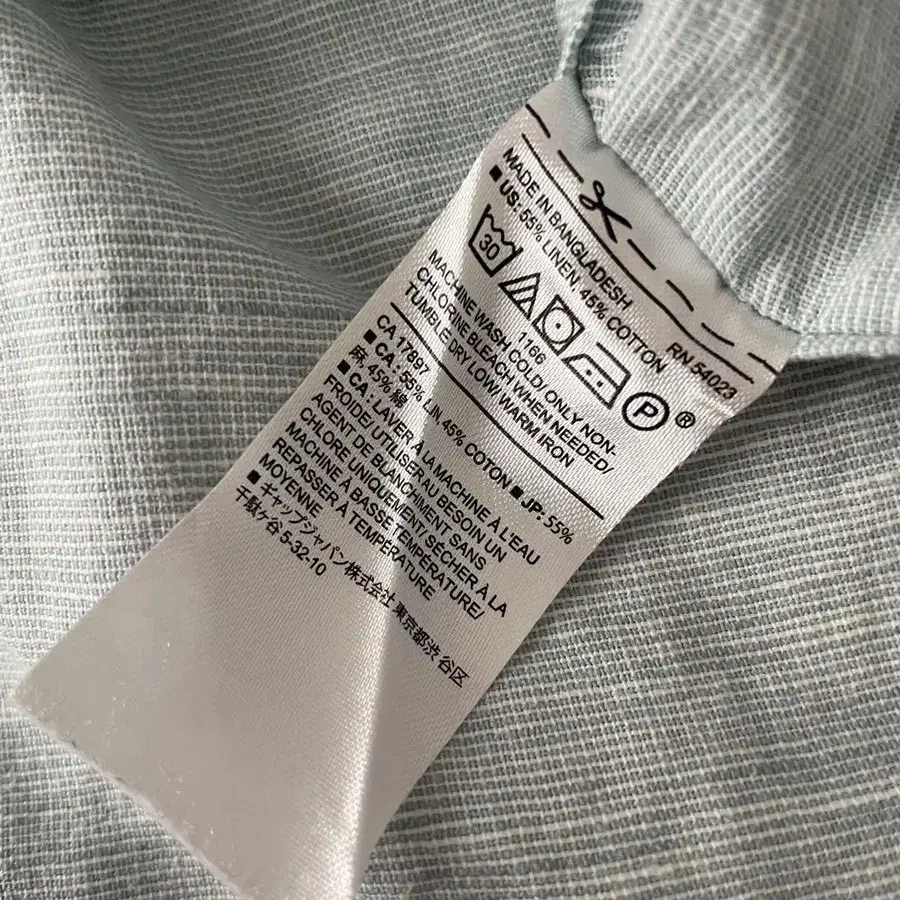 MADE IN BANGLADESH
RN 54023
■ US: 55% LINEN, 45% COTTON
30
P
®
1166
MACHINE WASH COLD/ ONLY NON-
CHLORINE BLEACH WHEN NEEDED/
TUMBLE DRY LOW/ WARM IRON
CA 17897
■ CA: 55% LIN, 45% COTON ■ JP: 55%
麻, 45% 綿
■ CA : LAVER À LA MACHINE À L'EAU
FROIDE/ UTILISER AU BESOIN UN
AGENT DE BLANCHIMENT SANS
CHLORE UNIQUEMENT/ SÉCHER À LA
MACHINE À BASSE TEMPÉRATURE/
REPASSER À TEMPÉRATURE
MOYENNE
■ ギャップジャパン株式会社 東京都渋谷区
千駄ヶ谷 5-32-10